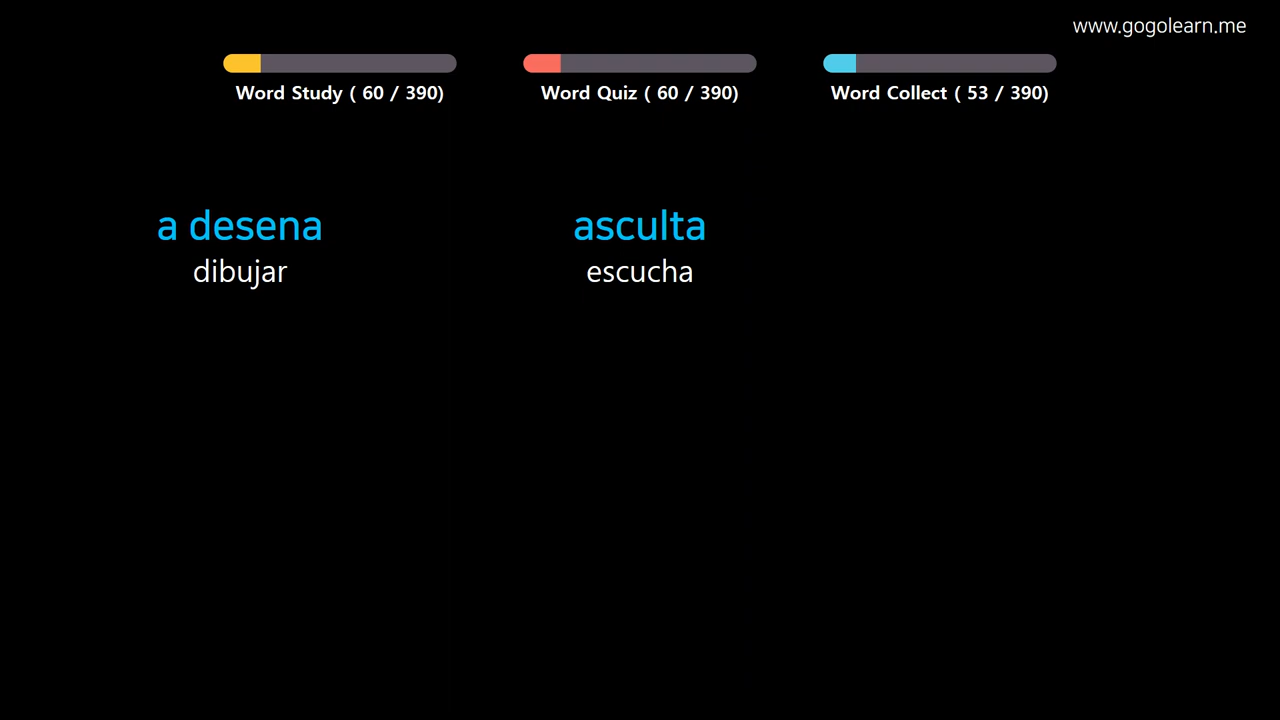 www.gogolearn.me
Word Study ( 60 / 390)
Word Quiz ( 60 / 390)
Word Collect ( 53 / 390)
a desena
dibujar
asculta
escucha